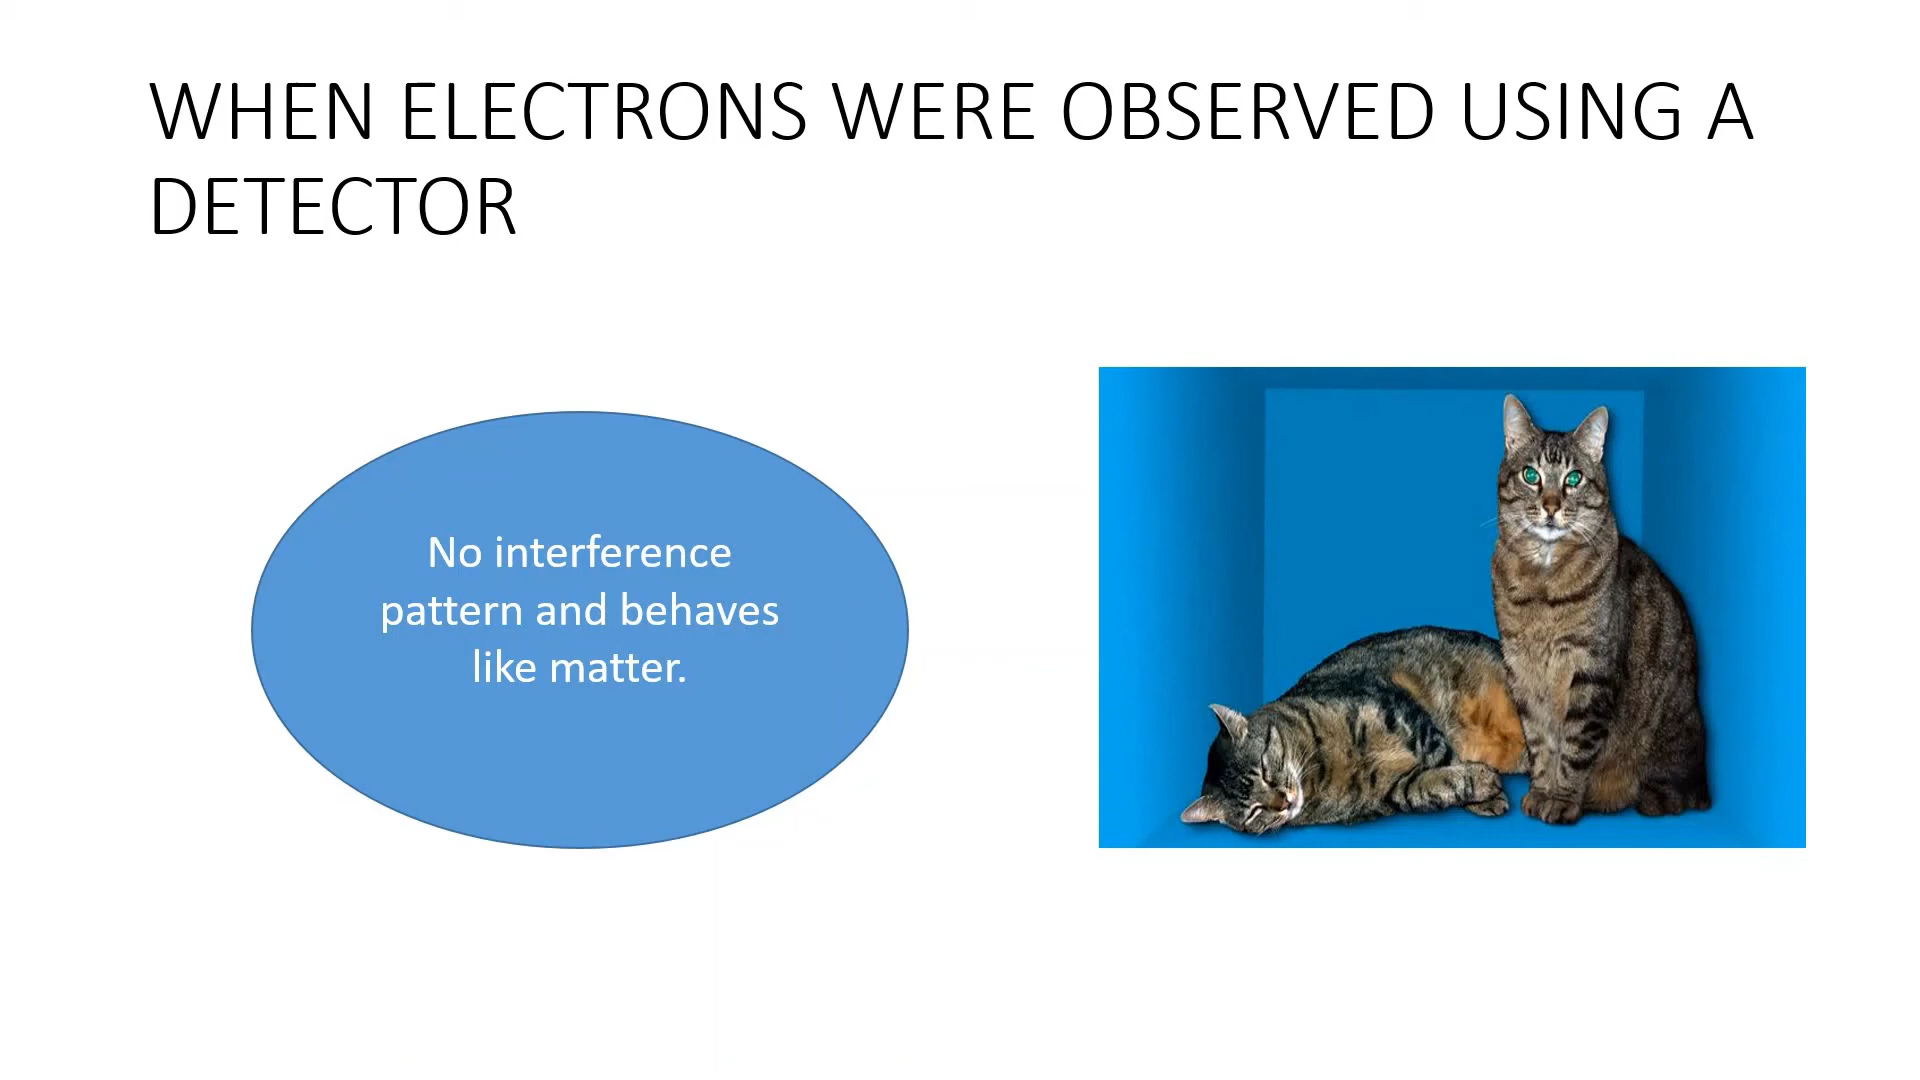 WHEN ELECTRONS WERE OBSERVED USING A
DETECTOR
No interference
pattern and behaves
like matter.